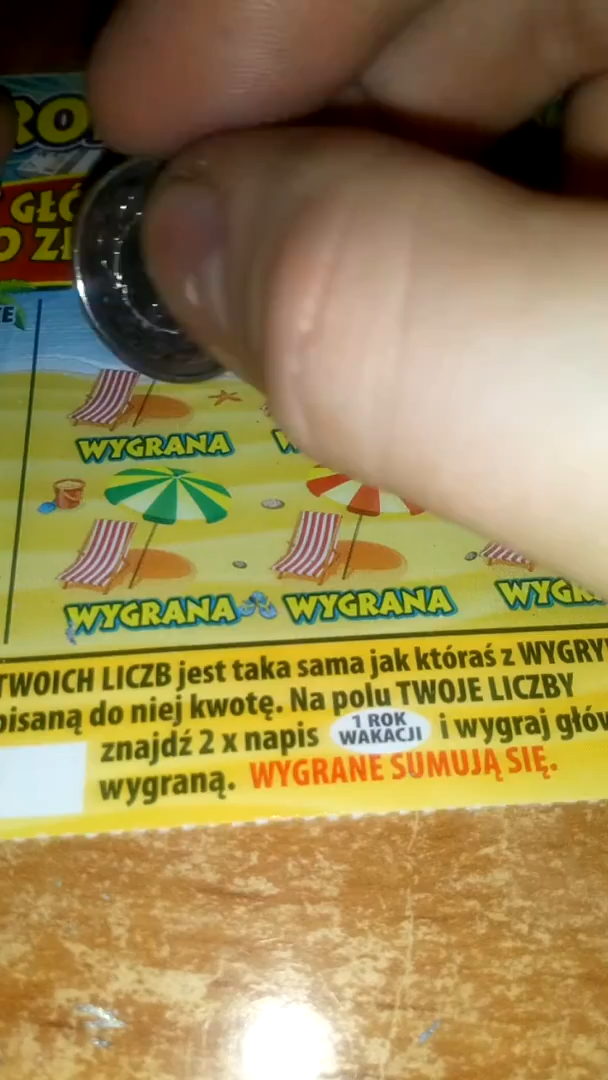 WYGRANA
WYGRANA WYGRANA
TWOICH LICZB jest taka sama jak któraś z
do niej kwotę. Na polu TWOJE LICZBY
znajdź 2 x napis 1 ROK WAKACJI i wygraj
wygraną. WYGRANE SUMUJĄ SIĘ.